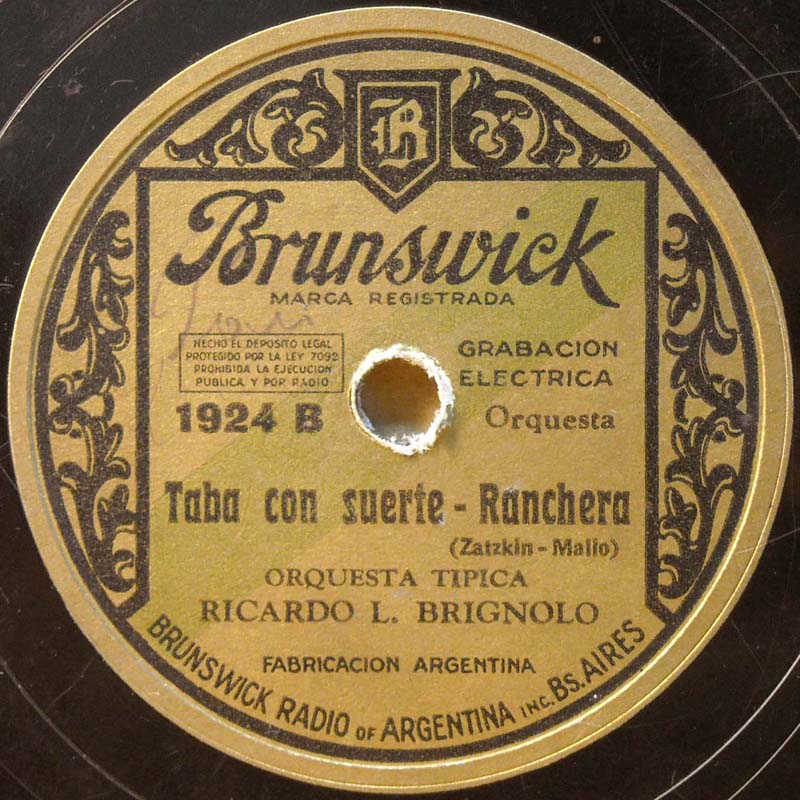 B
Brunswick
MARCA REGISTRADA
HECHO EL DEPOSITO LEGAL
PROTEGIDO POR LA LEY 7092
PROHIBIDA LA EJECUCION
PUBLICA Y POR RADIO
GRABACION
ELECTRICA
1924 B
Orquesta
Taba con suerte - Ranchera
(Zatzkin - Mallo)
ORQUESTA TIPICA
RICARDO L. BRIGNOLO
FABRICACION ARGENTINA
BRUNSWICK RADIO OF ARGENTINA INC. Bs. AIRES